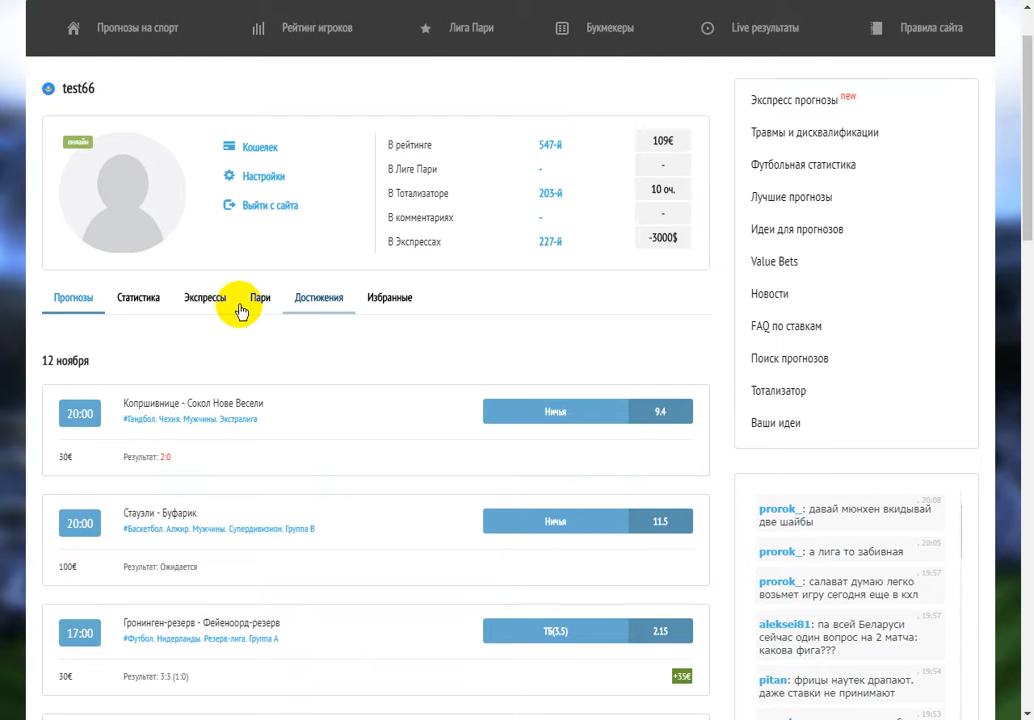 Прогнозы на спорт
Рейтинг игроков
Лига Пари
Букмекеры
Live результаты
Правила сайта
test66
онлайн
Кошелек
Настройки
Выйти с сайта
В рейтинге 547-й 109€
В Лиге Пари - -
В Тотализаторе 203-й 10 оч.
В комментариях - -
В Экспрессах 227-й -3000$
Прогнозы Статистика Экспрессы Пари Достижения Избранные
12 ноября
20:00
Копршивнице - Сокол Нове Весели
#Гандбол. Чехия. Мужчины. Экстралига
Ничья 9.4
30€ Результат: 2:0
20:00
Стауэли - Буфарик
#Баскетбол. Алжир. Мужчины. Супердивизион. Группа B
Ничья 11.5
100€ Результат: Ожидается
17:00
Гронинген-резерв - Фейеноорд-резерв
#Футбол. Нидерланды. Резерв-лига. Группа А
ТБ(3.5) 2.15
30€ Результат: 3:3 (1:0) +35€
Экспресс прогнозы new
Травмы и дисквалификации
Футбольная статистика
Лучшие прогнозы
Идеи для прогнозов
Value Bets
Новости
FAQ по ставкам
Поиск прогнозов
Тотализатор
Ваши идеи
, 20:08
prorok_: давай мюнхен вкидывай
две шайбы
, 20:05
prorok_: а лига то забивная
, 19:57
prorok_: салават думаю легко
возьмет игру сегодня еще в кхл
, 19:57
aleksei81: па всей Беларуси
сейчас один вопрос на 2 матча:
какова фига???
, 19:54
pitan: фрицы наутек драпают.
даже ставки не принимают
, 19:53